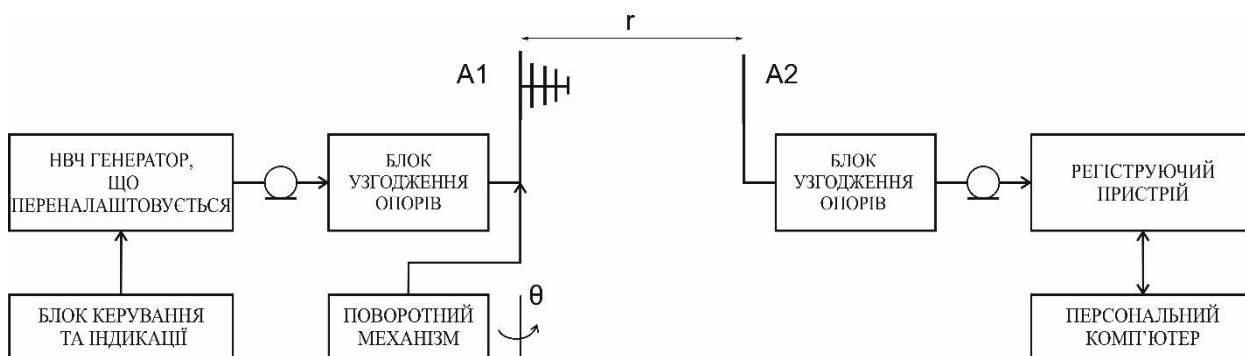 r
A1
A2
НВЧ ГЕНЕРАТОР,
ЩО
ПЕРЕНАЛАШТОВУЄТЬСЯ
БЛОК
УЗГОДЖЕННЯ
ОПОРІВ
БЛОК
УЗГОДЖЕННЯ
ОПОРІВ
РЕГІСТРУЮЧИЙ
ПРИСТРІЙ
БЛОК КЕРУВАННЯ
ТА ІНДИКАЦІЇ
ПОВОРОТНИЙ
МЕХАНІЗМ
θ
ПЕРСОНАЛЬНИЙ
КОМП'ЮТЕР